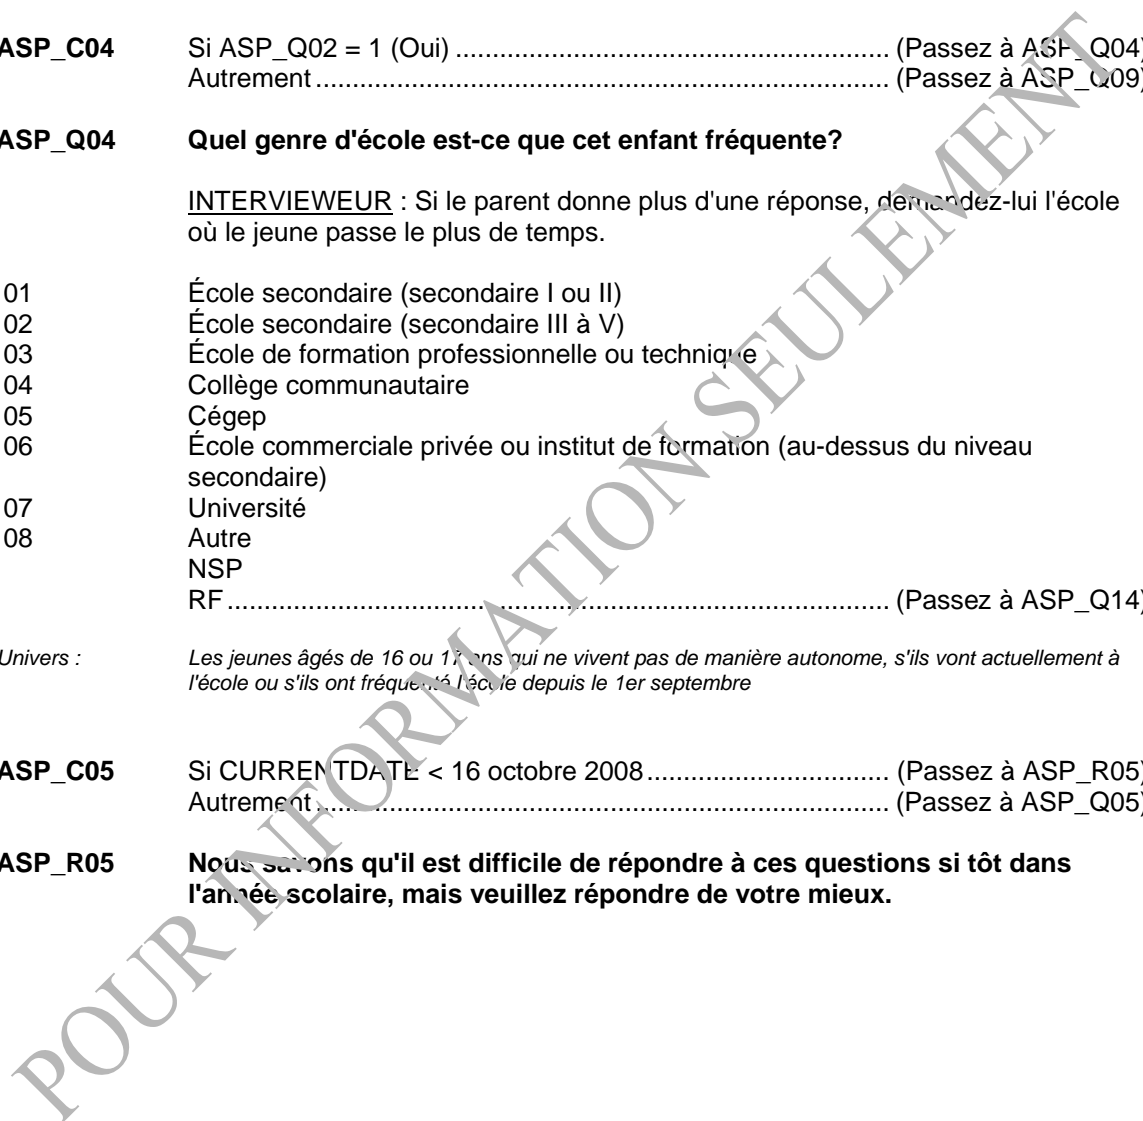 ASP_C04 Si ASP_Q02 = 1 (Oui) ........................................................... (Passez à ASP_Q04)
Autrement .............................................................................. (Passez à ASP_Q09)
ASP_Q04 Quel genre d'école est-ce que cet enfant fréquente?
INTERVIEWEUR : Si le parent donne plus d'une réponse, demandez-lui l'école
où le jeune passe le plus de temps.
01 École secondaire (secondaire I ou II)
02 École secondaire (secondaire III à V)
03 École de formation professionnelle ou technique
04 Collège communautaire
05 Cégep
06 École commerciale privée ou institut de formation (au-dessus du niveau
secondaire)
07 Université
08 Autre
NSP
RF .......................................................................................... (Passez à ASP_Q14)
Univers : Les jeunes âgés de 16 ou 17 ans qui ne vivent pas de manière autonome, s'ils vont actuellement à
l'école ou s'ils ont fréquenté l'école depuis le 1er septembre
ASP_C05 Si CURRENTDATE < 16 octobre 2008 ................................. (Passez à ASP_R05)
Autrement .............................................................................. (Passez à ASP_Q05)
ASP_R05 Nous savons qu'il est difficile de répondre à ces questions si tôt dans
l'année scolaire, mais veuillez répondre de votre mieux.
POUR INFORMATION SEULEMENT